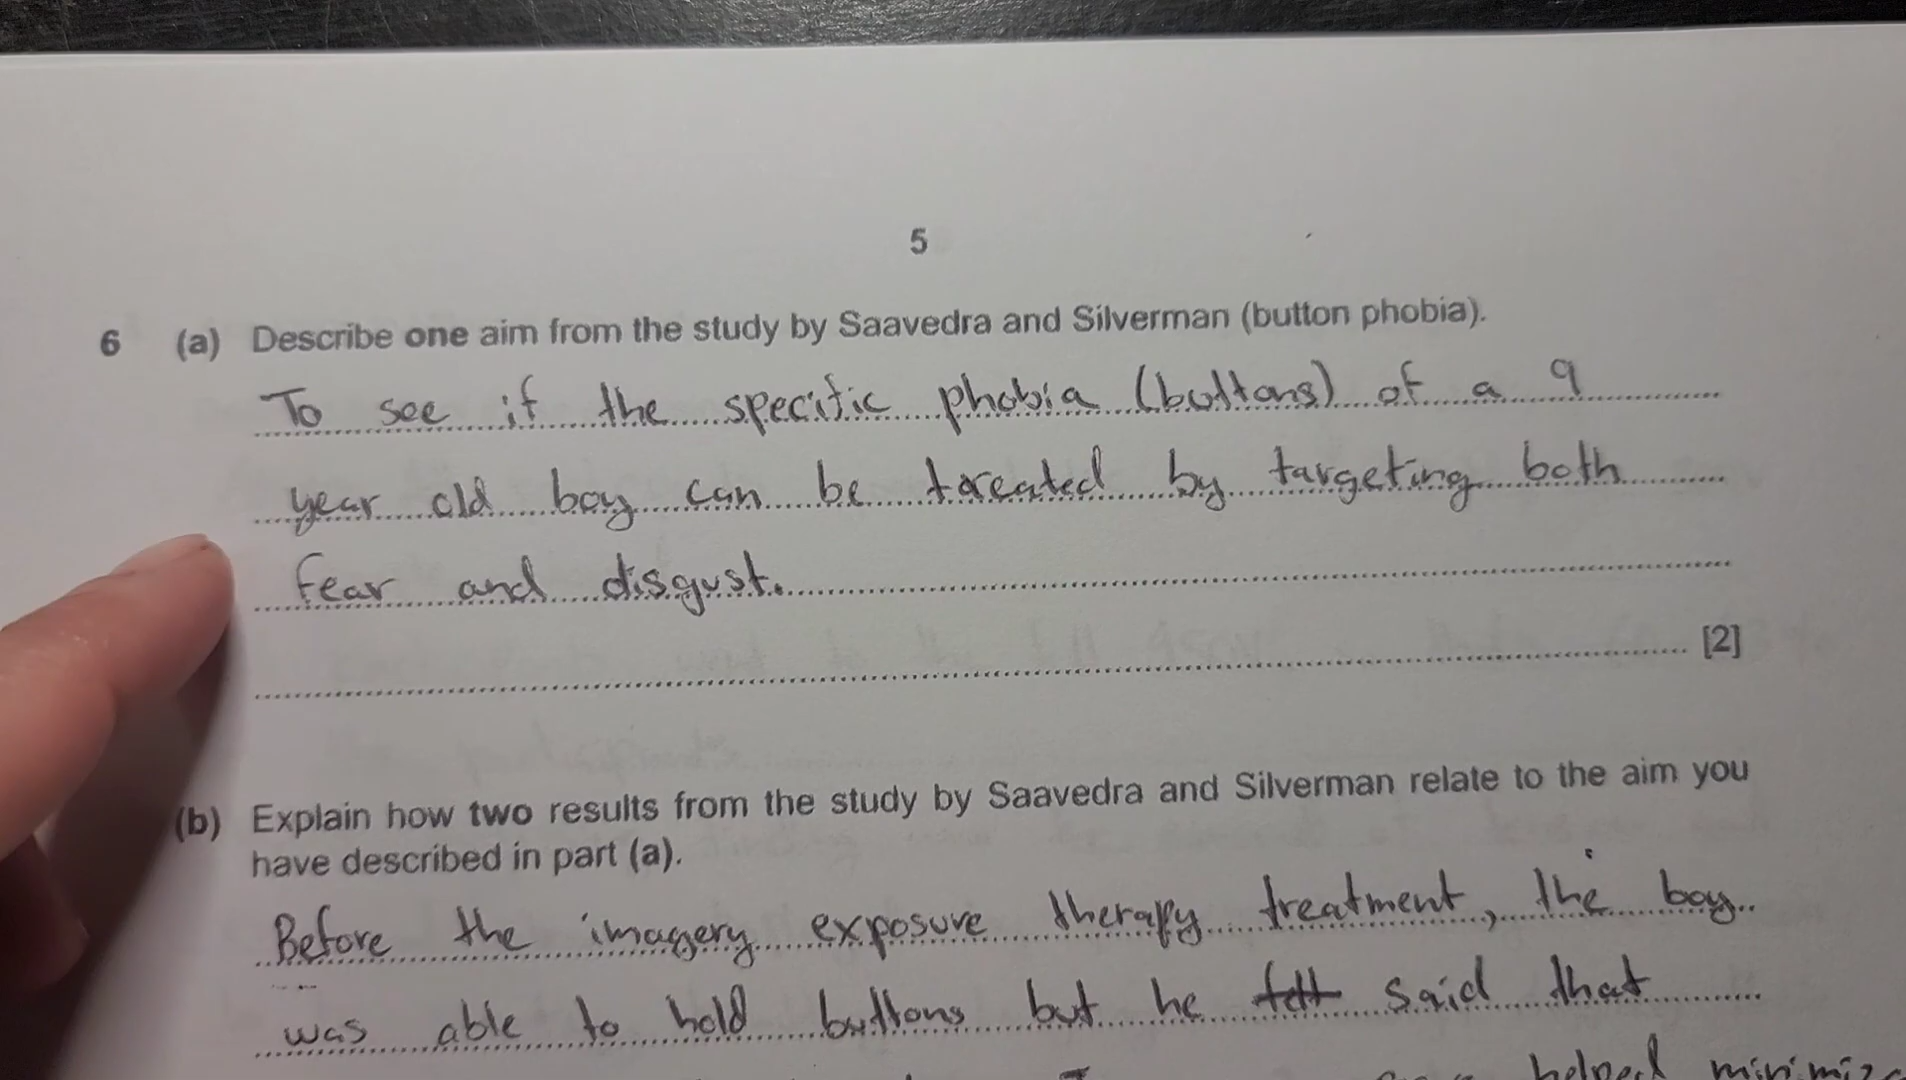 5
6 (a) Describe one aim from the study by Saavedra and Silverman (button phobia).
To see if the specific phobia (buttons) of a 9
year old boy can be treated by targeting both
fear and disgust.
[2]
(b) Explain how two results from the study by Saavedra and Silverman relate to the aim you
have described in part (a).
Before the imagery exposure therapy treatment, the boy
was able to hold buttons but he felt said that
helped minimize